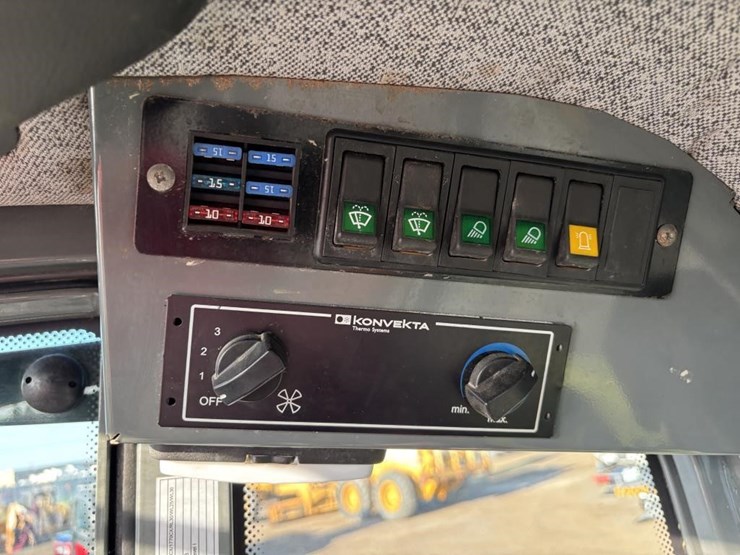 15 15
15 15
10 10
KONVEKTA
Thermo Systems
3
2
1
OFF
min. max.